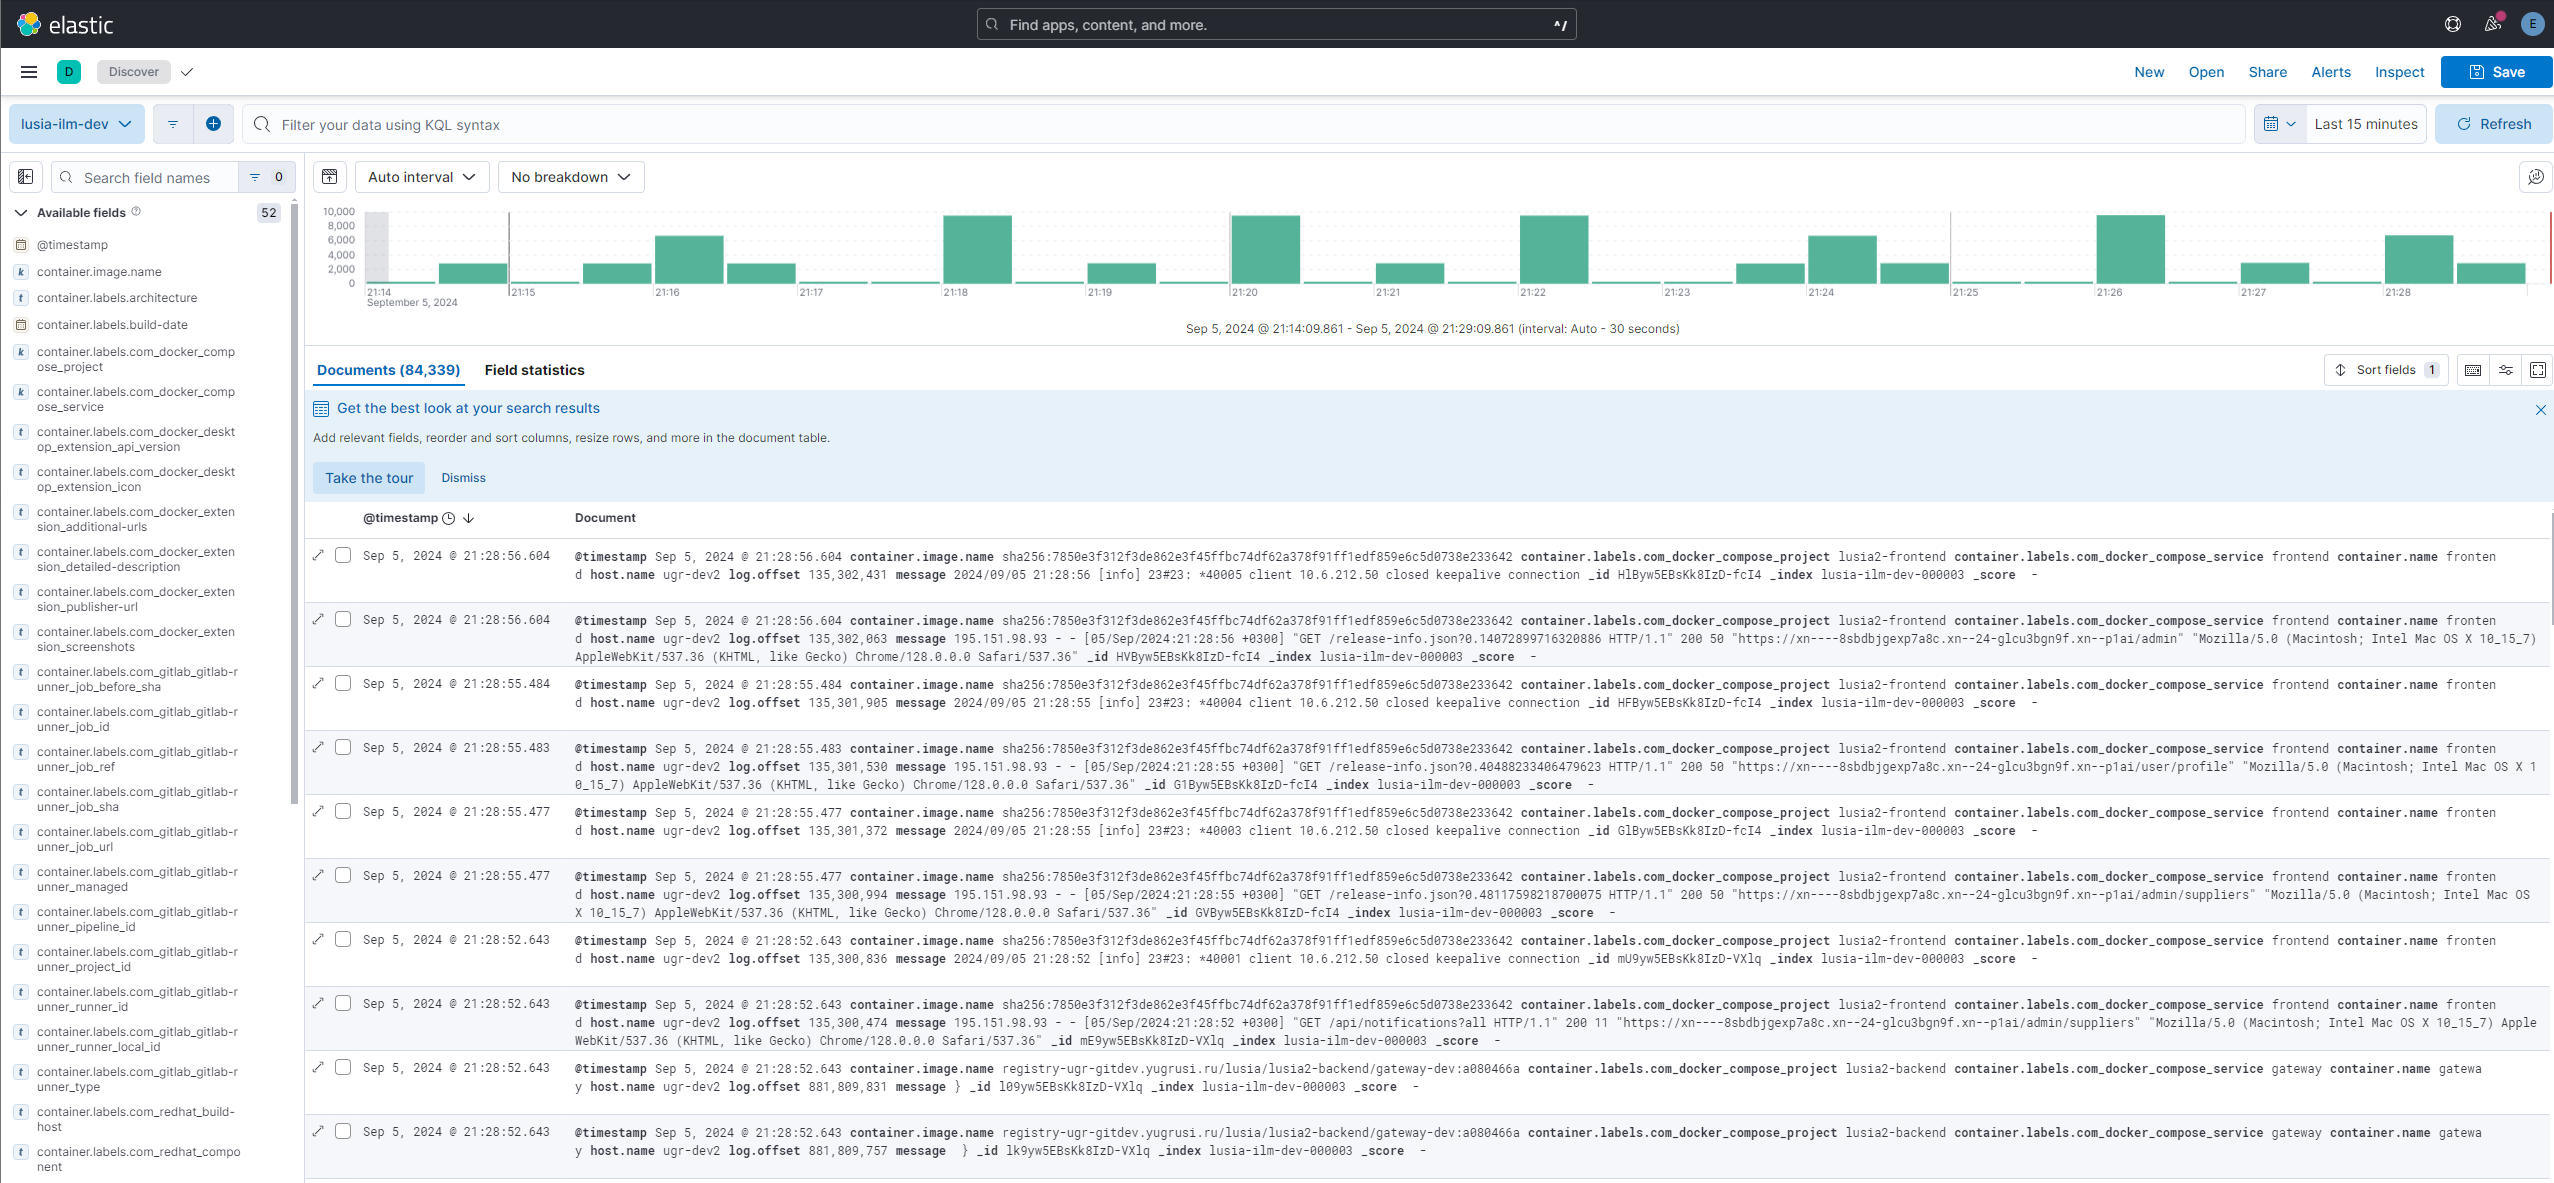 elastic
Find apps, content, and more.
^/
E
D
Discover
New
Open
Share
Alerts
Inspect
Save
lusia-ilm-dev
Filter your data using KQL syntax
Last 15 minutes
Refresh
Search field names
0
Auto interval
No breakdown
Available fields
52
@timestamp
container.image.name
container.labels.architecture
container.labels.build-date
container.labels.com_docker_comp
ose_project
container.labels.com_docker_comp
ose_service
container.labels.com_docker_deskt
op_extension_api_version
container.labels.com_docker_deskt
op_extension_icon
container.labels.com_docker_exten
sion_additional-urls
container.labels.com_docker_exten
sion_detailed-description
container.labels.com_docker_exten
sion_publisher-url
container.labels.com_docker_exten
sion_screenshots
container.labels.com_gitlab_gitlab-r
unner_job_before_sha
container.labels.com_gitlab_gitlab-r
unner_job_id
container.labels.com_gitlab_gitlab-r
unner_job_ref
container.labels.com_gitlab_gitlab-r
unner_job_sha
container.labels.com_gitlab_gitlab-r
unner_job_url
container.labels.com_gitlab_gitlab-r
unner_managed
container.labels.com_gitlab_gitlab-r
unner_pipeline_id
container.labels.com_gitlab_gitlab-r
unner_project_id
container.labels.com_gitlab_gitlab-r
unner_runner_id
container.labels.com_gitlab_gitlab-r
unner_runner_local_id
container.labels.com_gitlab_gitlab-r
unner_type
container.labels.com_redhat_build-
host
container.labels.com_redhat_compo
nent
10,000
8,000
6,000
4,000
2,000
0
21:14
21:15
21:16
21:17
21:18
21:19
21:20
21:21
21:22
21:23
21:24
21:25
21:26
21:27
21:28
September 5, 2024
Sep 5, 2024 @ 21:14:09.861 - Sep 5, 2024 @ 21:29:09.861 (interval: Auto - 30 seconds)
Documents (84,339)
Field statistics
Sort fields
1
Get the best look at your search results
Add relevant fields, reorder and sort columns, resize rows, and more in the document table.
Take the tour
Dismiss
@timestamp
Document
Sep 5, 2024 @ 21:28:56.604
@timestamp Sep 5, 2024 @ 21:28:56.604 container.image.name sha256:7850e3f312f3de862e3f45ffbc74df62a378f91ff1edf859e6c5d0738e233642 container.labels.com_docker_compose_project lusia2-frontend container.labels.com_docker_compose_service frontend container.name fronten
d host.name ugr-dev2 log.offset 135,302,431 message 2024/09/05 21:28:56 [info] 23#23: *40005 client 10.6.212.50 closed keepalive connection _id HlByw5EBsKk8IzD-fcI4 _index lusia-ilm-dev-000003 _score -
Sep 5, 2024 @ 21:28:56.604
@timestamp Sep 5, 2024 @ 21:28:56.604 container.image.name sha256:7850e3f312f3de862e3f45ffbc74df62a378f91ff1edf859e6c5d0738e233642 container.labels.com_docker_compose_project lusia2-frontend container.labels.com_docker_compose_service frontend container.name fronten
d host.name ugr-dev2 log.offset 135,302,063 message 195.151.98.93 - - [05/Sep/2024:21:28:56 +0300] "GET /release-info.json?0.14072899716320886 HTTP/1.1" 200 50 "https://xn----8sbdbjgexp7a8c.xn--24-glcu3bgn9f.xn--p1ai/admin" "Mozilla/5.0 (Macintosh; Intel Mac OS X 10_15_7)
AppleWebKit/537.36 (KHTML, like Gecko) Chrome/128.0.0.0 Safari/537.36" _id HVByw5EBsKk8IzD-fcI4 _index lusia-ilm-dev-000003 _score -
Sep 5, 2024 @ 21:28:55.484
@timestamp Sep 5, 2024 @ 21:28:55.484 container.image.name sha256:7850e3f312f3de862e3f45ffbc74df62a378f91ff1edf859e6c5d0738e233642 container.labels.com_docker_compose_project lusia2-frontend container.labels.com_docker_compose_service frontend container.name fronten
d host.name ugr-dev2 log.offset 135,301,905 message 2024/09/05 21:28:55 [info] 23#23: *40004 client 10.6.212.50 closed keepalive connection _id HFByw5EBsKk8IzD-fcI4 _index lusia-ilm-dev-000003 _score -
Sep 5, 2024 @ 21:28:55.483
@timestamp Sep 5, 2024 @ 21:28:55.483 container.image.name sha256:7850e3f312f3de862e3f45ffbc74df62a378f91ff1edf859e6c5d0738e233642 container.labels.com_docker_compose_project lusia2-frontend container.labels.com_docker_compose_service frontend container.name fronten
d host.name ugr-dev2 log.offset 135,301,530 message 195.151.98.93 - - [05/Sep/2024:21:28:55 +0300] "GET /release-info.json?0.40488233406479623 HTTP/1.1" 200 50 "https://xn----8sbdbjgexp7a8c.xn--24-glcu3bgn9f.xn--p1ai/user/profile" "Mozilla/5.0 (Macintosh; Intel Mac OS X 1
0_15_7) AppleWebKit/537.36 (KHTML, like Gecko) Chrome/128.0.0.0 Safari/537.36" _id G1Byw5EBsKk8IzD-fcI4 _index lusia-ilm-dev-000003 _score -
Sep 5, 2024 @ 21:28:55.477
@timestamp Sep 5, 2024 @ 21:28:55.477 container.image.name sha256:7850e3f312f3de862e3f45ffbc74df62a378f91ff1edf859e6c5d0738e233642 container.labels.com_docker_compose_project lusia2-frontend container.labels.com_docker_compose_service frontend container.name fronten
d host.name ugr-dev2 log.offset 135,301,372 message 2024/09/05 21:28:55 [info] 23#23: *40003 client 10.6.212.50 closed keepalive connection _id GlByw5EBsKk8IzD-fcI4 _index lusia-ilm-dev-000003 _score -
Sep 5, 2024 @ 21:28:55.477
@timestamp Sep 5, 2024 @ 21:28:55.477 container.image.name sha256:7850e3f312f3de862e3f45ffbc74df62a378f91ff1edf859e6c5d0738e233642 container.labels.com_docker_compose_project lusia2-frontend container.labels.com_docker_compose_service frontend container.name fronten
d host.name ugr-dev2 log.offset 135,300,994 message 195.151.98.93 - - [05/Sep/2024:21:28:55 +0300] "GET /release-info.json?0.48117598218700075 HTTP/1.1" 200 50 "https://xn----8sbdbjgexp7a8c.xn--24-glcu3bgn9f.xn--p1ai/admin/suppliers" "Mozilla/5.0 (Macintosh; Intel Mac OS
X 10_15_7) AppleWebKit/537.36 (KHTML, like Gecko) Chrome/128.0.0.0 Safari/537.36" _id GVByw5EBsKk8IzD-fcI4 _index lusia-ilm-dev-000003 _score -
Sep 5, 2024 @ 21:28:52.643
@timestamp Sep 5, 2024 @ 21:28:52.643 container.image.name sha256:7850e3f312f3de862e3f45ffbc74df62a378f91ff1edf859e6c5d0738e233642 container.labels.com_docker_compose_project lusia2-frontend container.labels.com_docker_compose_service frontend container.name fronten
d host.name ugr-dev2 log.offset 135,300,836 message 2024/09/05 21:28:52 [info] 23#23: *40001 client 10.6.212.50 closed keepalive connection _id mU9yw5EBsKk8IzD-VXlq _index lusia-ilm-dev-000003 _score -
Sep 5, 2024 @ 21:28:52.643
@timestamp Sep 5, 2024 @ 21:28:52.643 container.image.name sha256:7850e3f312f3de862e3f45ffbc74df62a378f91ff1edf859e6c5d0738e233642 container.labels.com_docker_compose_project lusia2-frontend container.labels.com_docker_compose_service frontend container.name fronten
d host.name ugr-dev2 log.offset 135,300,474 message 195.151.98.93 - - [05/Sep/2024:21:28:52 +0300] "GET /api/notifications?all HTTP/1.1" 200 11 "https://xn----8sbdbjgexp7a8c.xn--24-glcu3bgn9f.xn--p1ai/admin/suppliers" "Mozilla/5.0 (Macintosh; Intel Mac OS X 10_15_7) Apple
WebKit/537.36 (KHTML, like Gecko) Chrome/128.0.0.0 Safari/537.36" _id mE9yw5EBsKk8IzD-VXlq _index lusia-ilm-dev-000003 _score -
Sep 5, 2024 @ 21:28:52.643
@timestamp Sep 5, 2024 @ 21:28:52.643 container.image.name registry-ugr-gitdev.yugrusi.ru/lusia/lusia2-backend/gateway-dev:a080466a container.labels.com_docker_compose_project lusia2-backend container.labels.com_docker_compose_service gateway container.name gatewa
y host.name ugr-dev2 log.offset 881,809,831 message } _id l09yw5EBsKk8IzD-VXlq _index lusia-ilm-dev-000003 _score -
Sep 5, 2024 @ 21:28:52.643
@timestamp Sep 5, 2024 @ 21:28:52.643 container.image.name registry-ugr-gitdev.yugrusi.ru/lusia/lusia2-backend/gateway-dev:a080466a container.labels.com_docker_compose_project lusia2-backend container.labels.com_docker_compose_service gateway container.name gatewa
y host.name ugr-dev2 log.offset 881,809,757 message } _id lk9yw5EBsKk8IzD-VXlq _index lusia-ilm-dev-000003 _score -